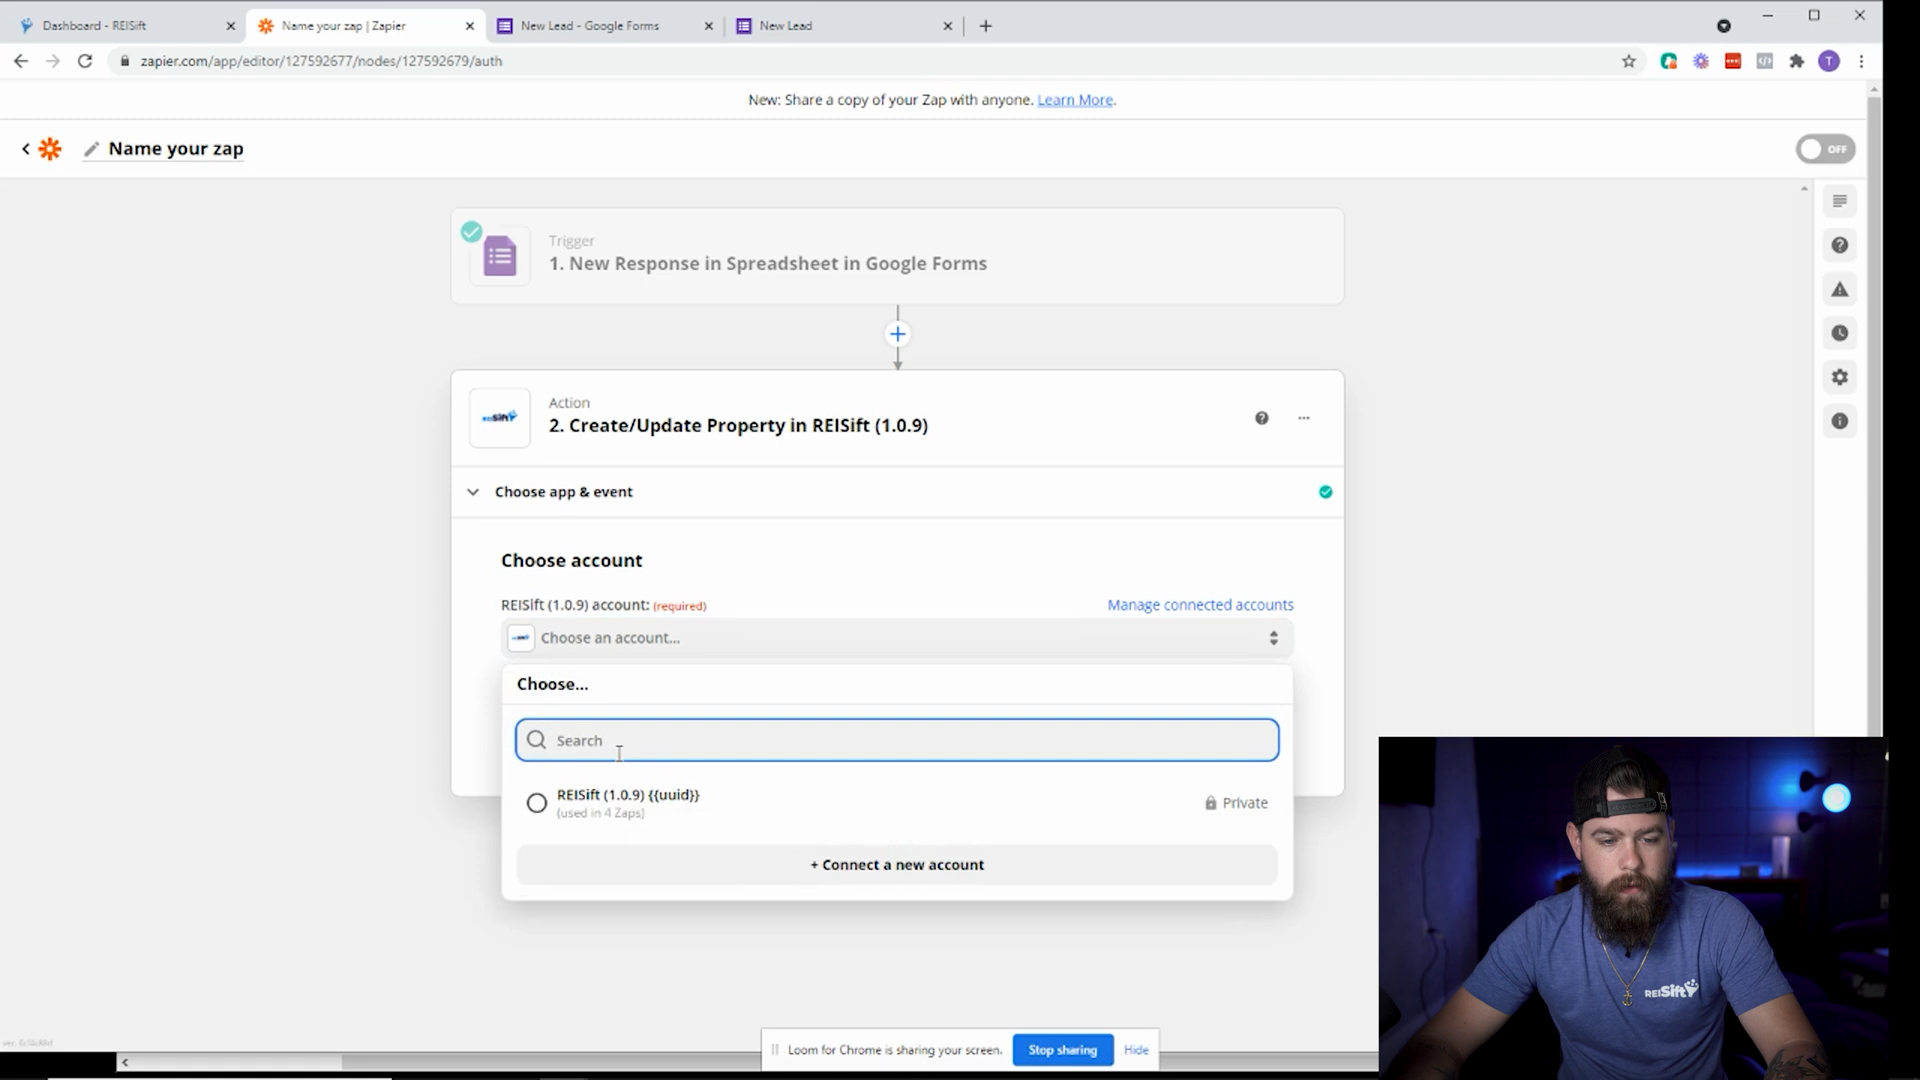 Dashboard - REISift
Name your zap | Zapier
New Lead - Google Forms
New Lead
zapier.com/app/editor/127592677/nodes/127592679/auth
T
New: Share a copy of your Zap with anyone. Learn More.
Name your zap
OFF
Trigger
1. New Response in Spreadsheet in Google Forms
REISift
Action
2. Create/Update Property in REISift (1.0.9)
Choose app & event
Choose account
REISift (1.0.9) account: (required)
Manage connected accounts
Choose an account...
Choose...
Search
REISift (1.0.9) {{uuid}}
(used in 4 Zaps)
Private
+ Connect a new account
Loom for Chrome is sharing your screen.
Stop sharing
Hide
REISift